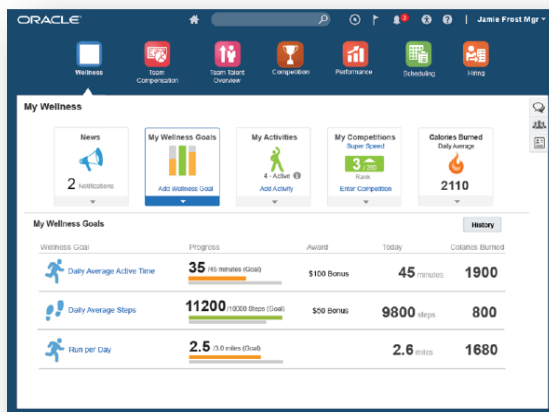 ORACLE
3
Jamie Frost Mgr
Wellness
Team Compensation
Team Talent Overview
Competition
Performance
Scheduling
Hiring
My Wellness
News
2 Notifications
My Wellness Goals
Add Wellness Goal
My Activities
4 - Active
Add Activity
My Competitions
Super Speed
3
Rank
Enter Competition
Calories Burned
Daily Average
2110
My Wellness Goals
History
Wellness Goal Progress Award Today Calories Burned
Daily Average Active Time 35 /45 minutes (Goal) $100 Bonus 45 minutes 1900
Daily Average Steps 11200 /10000 Steps (Goal) $50 Bonus 9800 steps 800
Run per Day 2.5 /3.0 miles (Goal) 2.6 miles 1680